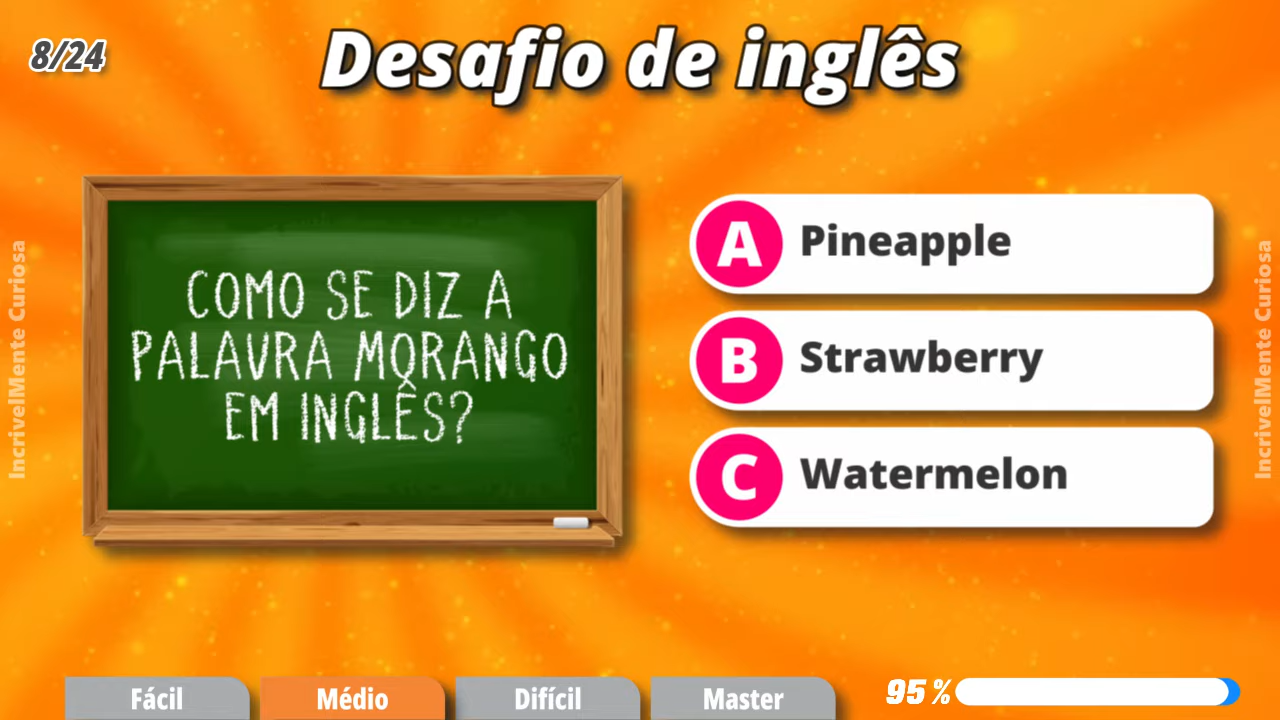 8/24
Desafio de inglês
COMO SE DIZ A
PALAVRA MORANGO
EM INGLÊS?
A Pineapple
B Strawberry
C Watermelon
IncrivelMente Curiosa
IncrivelMente Curiosa
Fácil
Médio
Difícil
Master
95 %